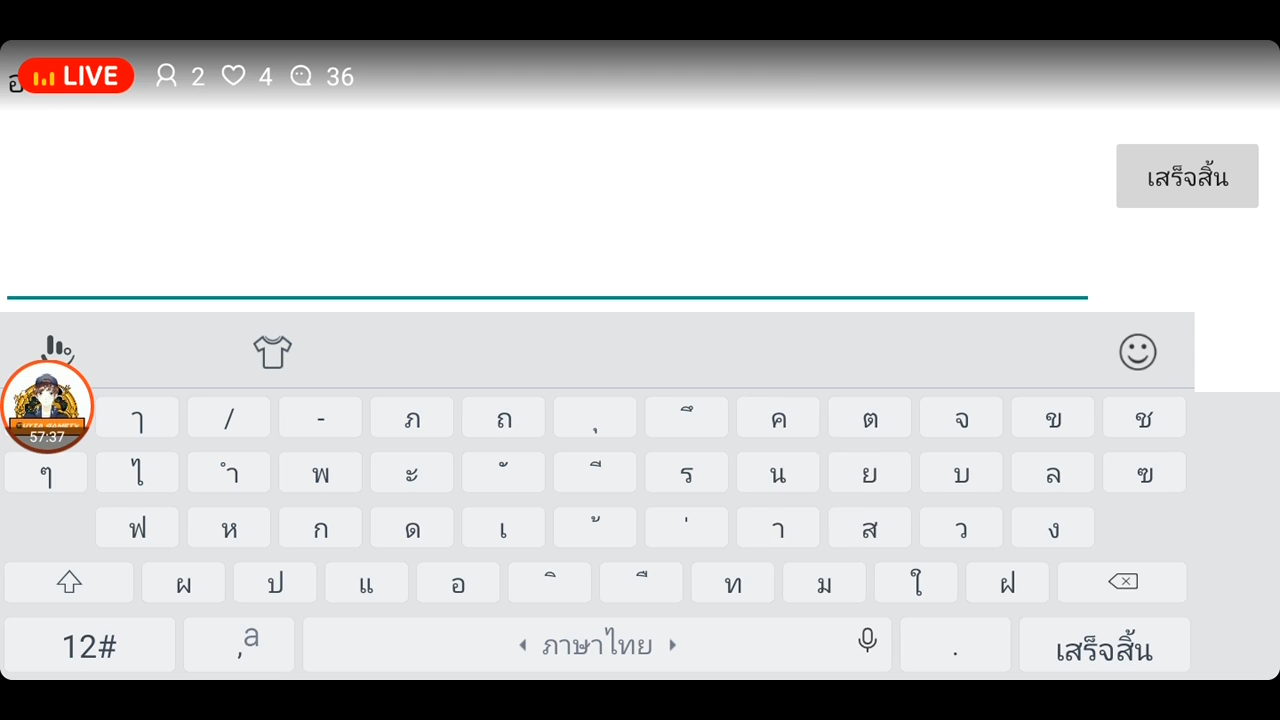 LIVE 2 4 36
เสร็จสิ้น
57:37
ๅ / - ภ ถ ุ ึ ค ต จ ข ช
ๆ ไ ำ พ ะ ั ี ร น ย บ ล ฃ
ฟ ห ก ด เ ้ ่ า ส ว ง
ผ ป แ อ ิ ื ท ม ใ ฝ
12# ,a ภาษาไทย . เสร็จสิ้น